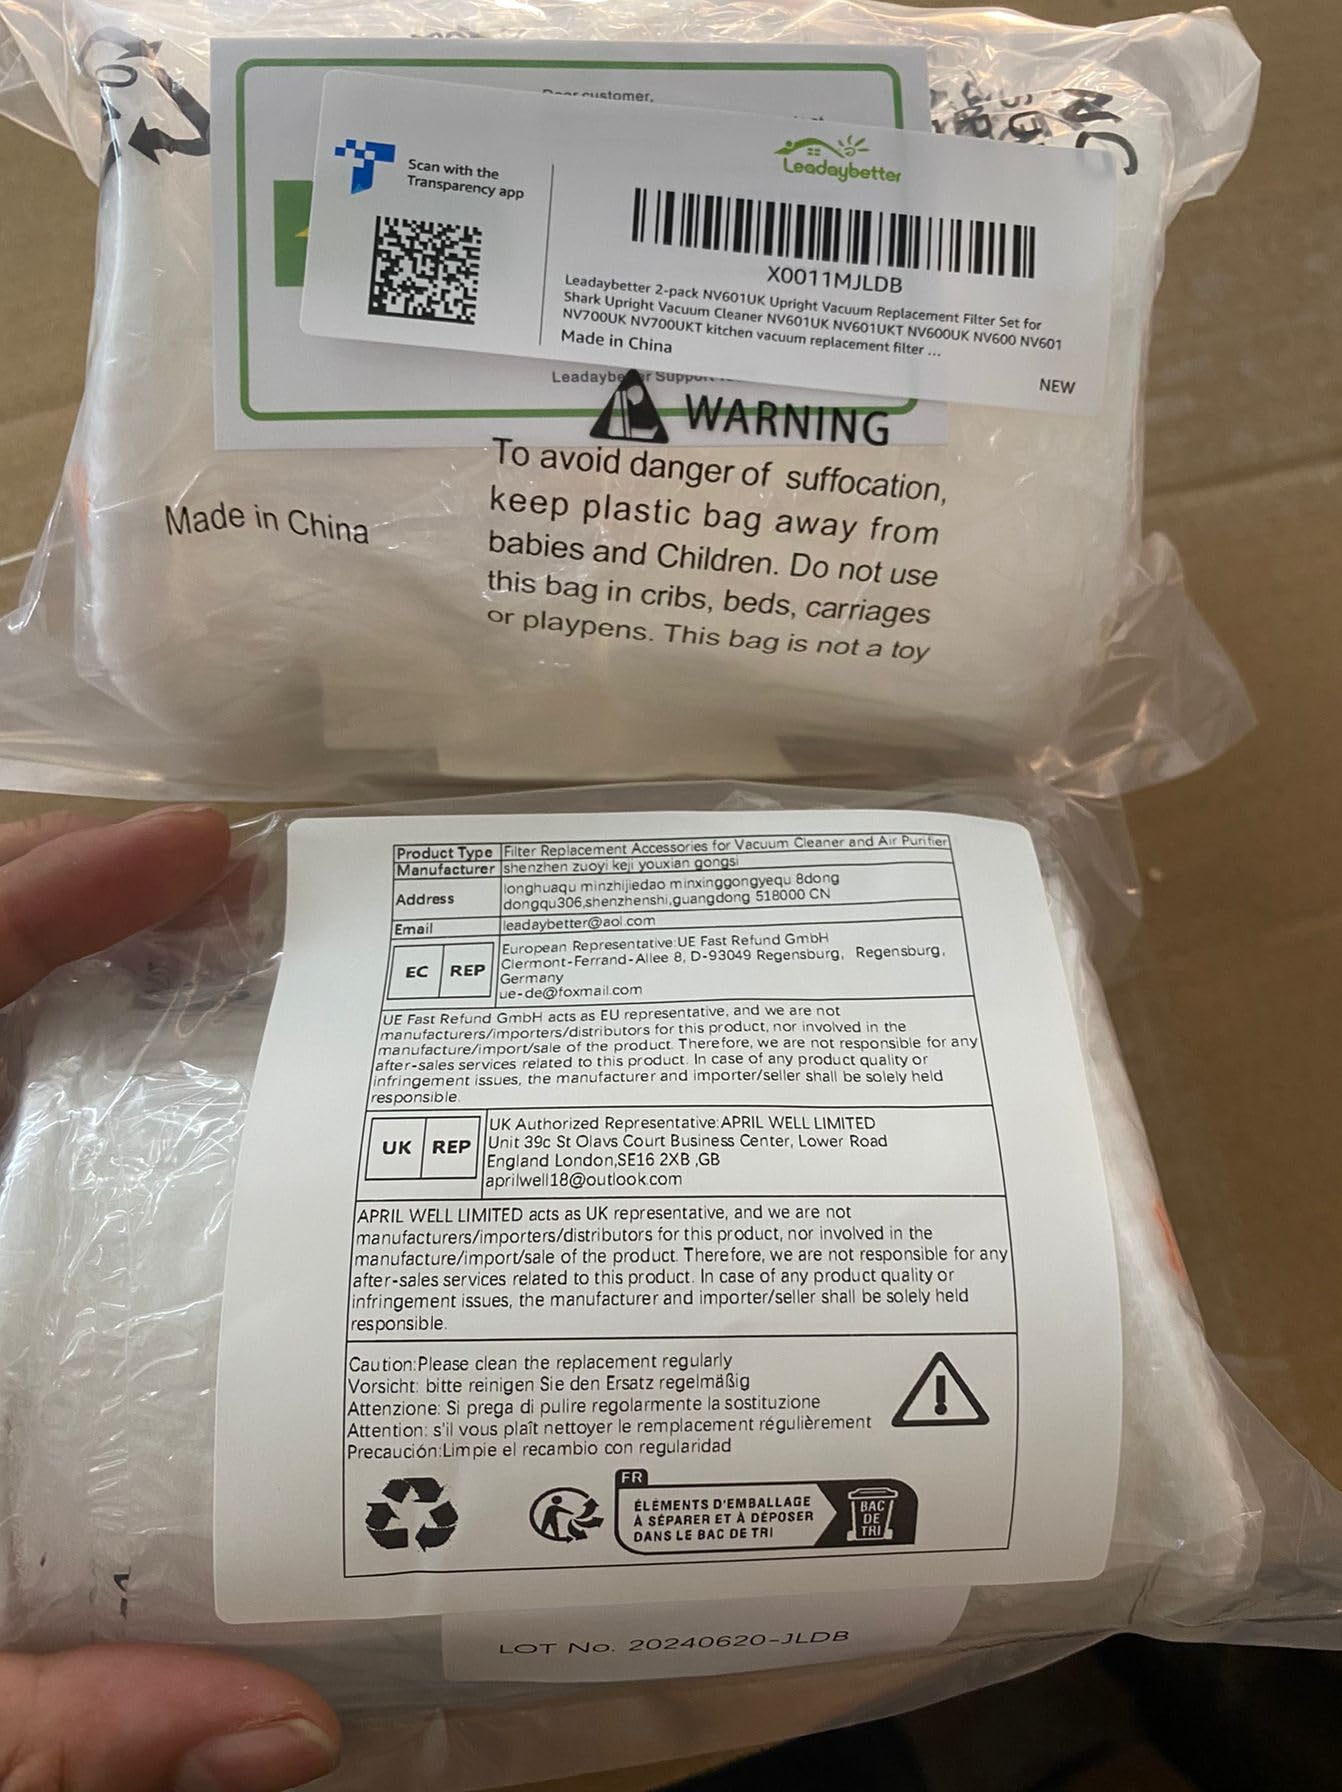 customer,
Scan with the
Transparency app
Leadaybetter
X0011MJLDB
Leadaybetter 2-pack NV601UK Upright Vacuum Replacement Filter Set for
Shark Upright Vacuum Cleaner NV601UK NV601UKT NV600UK NV600 NV601
NV700UK NV700UKT kitchen vacuum replacement filter ...
Made in China
NEW
WARNING
To avoid danger of suffocation,
keep plastic bag away from
babies and Children. Do not use
this bag in cribs, beds, carriages
or playpens. This bag is not a toy
Made in China
Product Type Filter Replacement Accessories for Vacuum Cleaner and Air Purifier
Manufacturer shenzhen zuoyi keji youxian gongsi
Address longhuaqu minzhijiedao minxinggongyequ 8dong
dongqu306,shenzhenshi,guangdong 518000 CN
Email leadaybetter@aol.com
EC REP
European Representative:UE Fast Refund GmbH
Clermont-Ferrand-Allee 8, D-93049 Regensburg, Regensburg,
Germany
ue-de@foxmail.com
UE Fast Refund GmbH acts as EU representative, and we are not
manufacturers/importers/distributors for this product, nor involved in the
manufacture/import/sale of the product. Therefore, we are not responsible for any
after-sales services related to this product. In case of any product quality or
infringement issues, the manufacturer and importer/seller shall be solely held
responsible.
UK REP
UK Authorized Representative:APRIL WELL LIMITED
Unit 39c St Olavs Court Business Center, Lower Road
England London,SE16 2XB ,GB
aprilwell18@outlook.com
APRIL WELL LIMITED acts as UK representative, and we are not
manufacturers/importers/distributors for this product, nor involved in the
manufacture/import/sale of the product. Therefore, we are not responsible for any
after-sales services related to this product. In case of any product quality or
infringement issues, the manufacturer and importer/seller shall be solely held
responsible.
Caution:Please clean the replacement regularly
Vorsicht: bitte reinigen Sie den Ersatz regelmäßig
Attenzione: Si prega di pulire regolarmente la sostituzione
Attention: s'il vous plaît nettoyer le remplacement régulièrement
Precaución:Limpie el recambio con regularidad
FR
ÉLÉMENTS D'EMBALLAGE
À SÉPARER ET À DÉPOSER
DANS LE BAC DE TRI
BAC
DE
TRI
LOT No. 20240620-JLDB